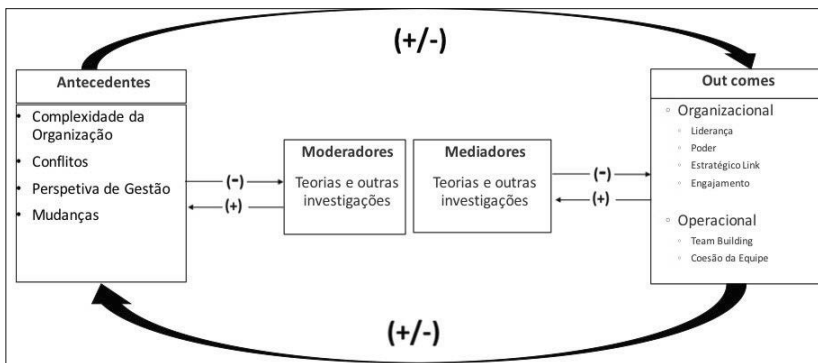 (+/-)
Antecedentes
• Complexidade da
Organização
• Conflitos
• Perspetiva de Gestão
• Mudanças
(-)
(+)
Moderadores
Teorias e outras
investigações
Mediadores
Teorias e outras
investigações
(-)
(+)
Out comes
○ Organizacional
○ Liderança
○ Poder
○ Estratégico Link
○ Engajamento
○ Operacional
○ Team Building
○ Coesão da Equipe
(+/-)